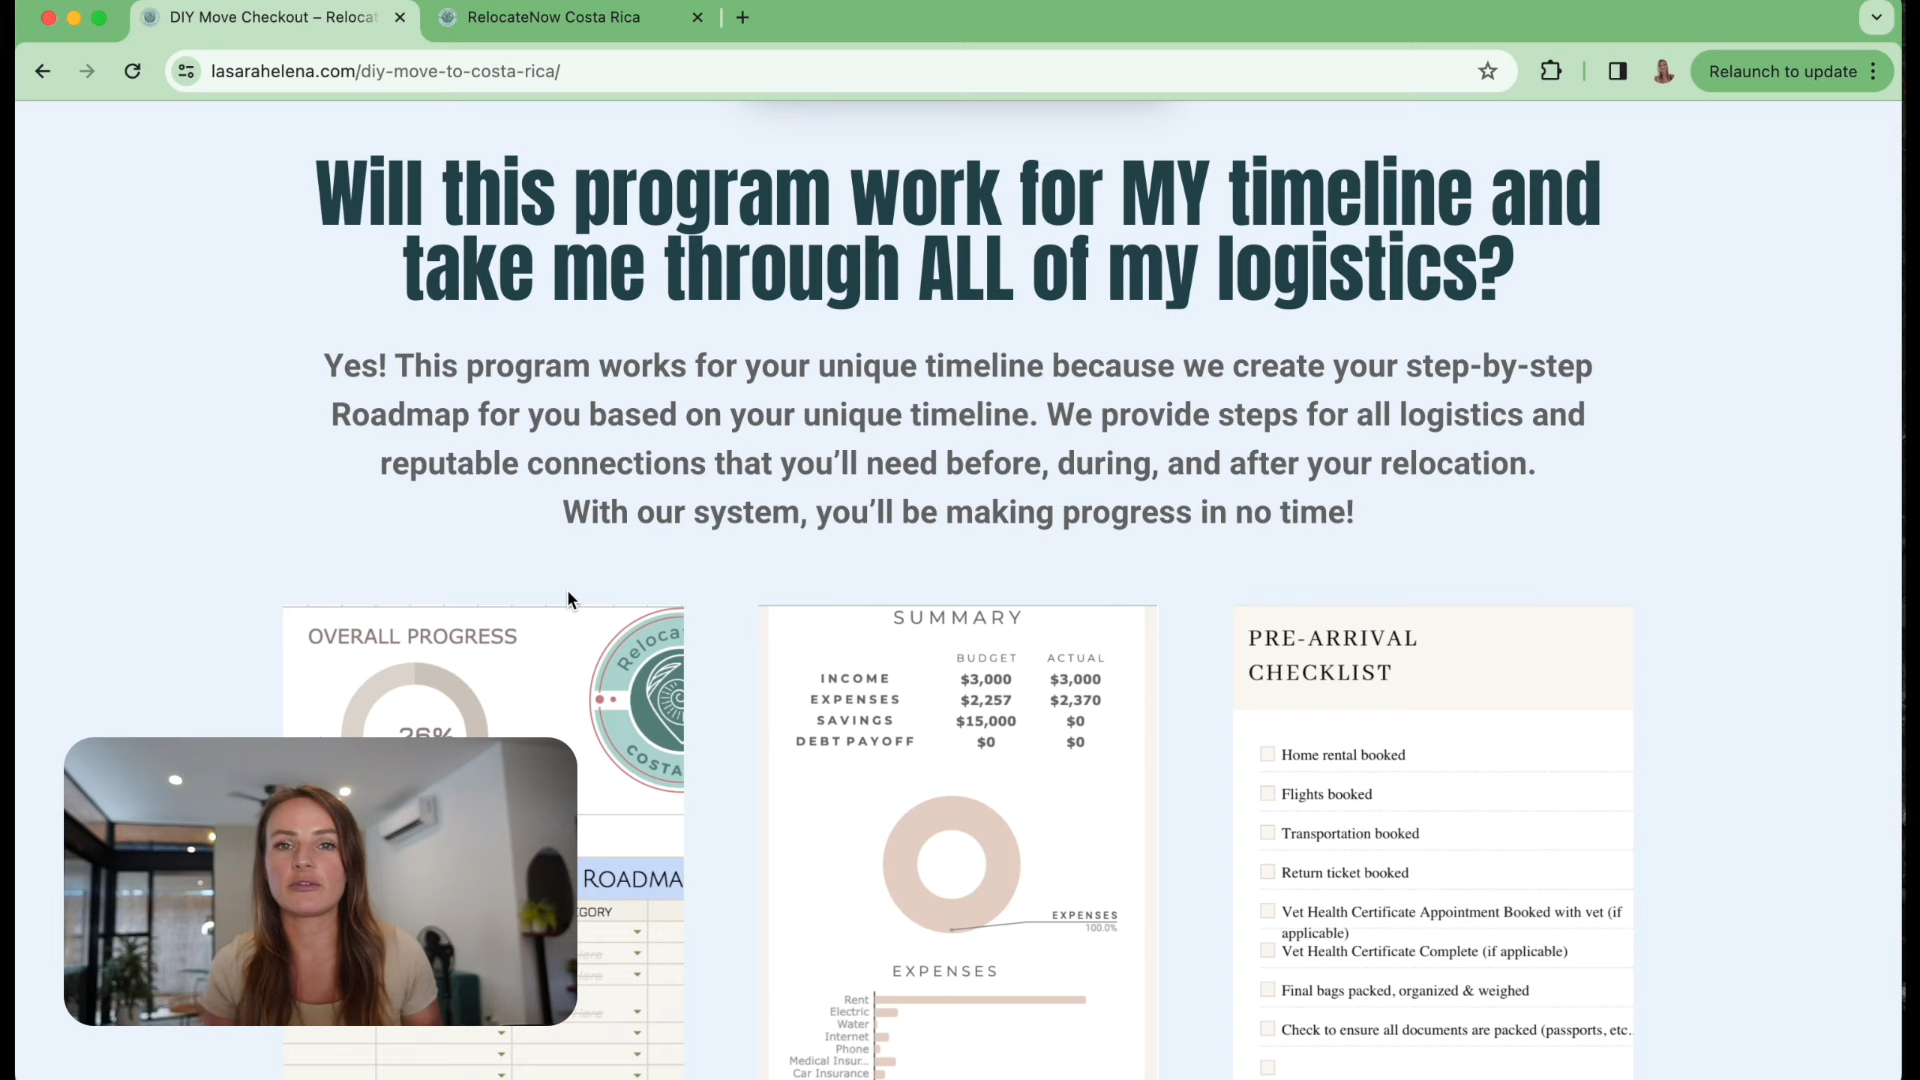 DIY Move Checkout – Relocat
RelocateNow Costa Rica
lasarahelena.com/diy-move-to-costa-rica/
Relaunch to update
Will this program work for MY timeline and
take me through ALL of my logistics?
Yes! This program works for your unique timeline because we create your step-by-step
Roadmap for you based on your unique timeline. We provide steps for all logistics and
reputable connections that you’ll need before, during, and after your relocation.
With our system, you’ll be making progress in no time!
OVERALL PROGRESS
26%
Reloca
COSTA
ROADMA
GORY
SUMMARY
BUDGET ACTUAL
INCOME $3,000 $3,000
EXPENSES $2,257 $2,370
SAVINGS $15,000 $0
DEBT PAYOFF $0 $0
EXPENSES
100.0%
EXPENSES
Rent
Electric
Water
Internet
Phone
Medical Insur...
Car Insurance
PRE-ARRIVAL
CHECKLIST
Home rental booked
Flights booked
Transportation booked
Return ticket booked
Vet Health Certificate Appointment Booked with vet (if
applicable)
Vet Health Certificate Complete (if applicable)
Final bags packed, organized & weighed
Check to ensure all documents are packed (passports, etc.